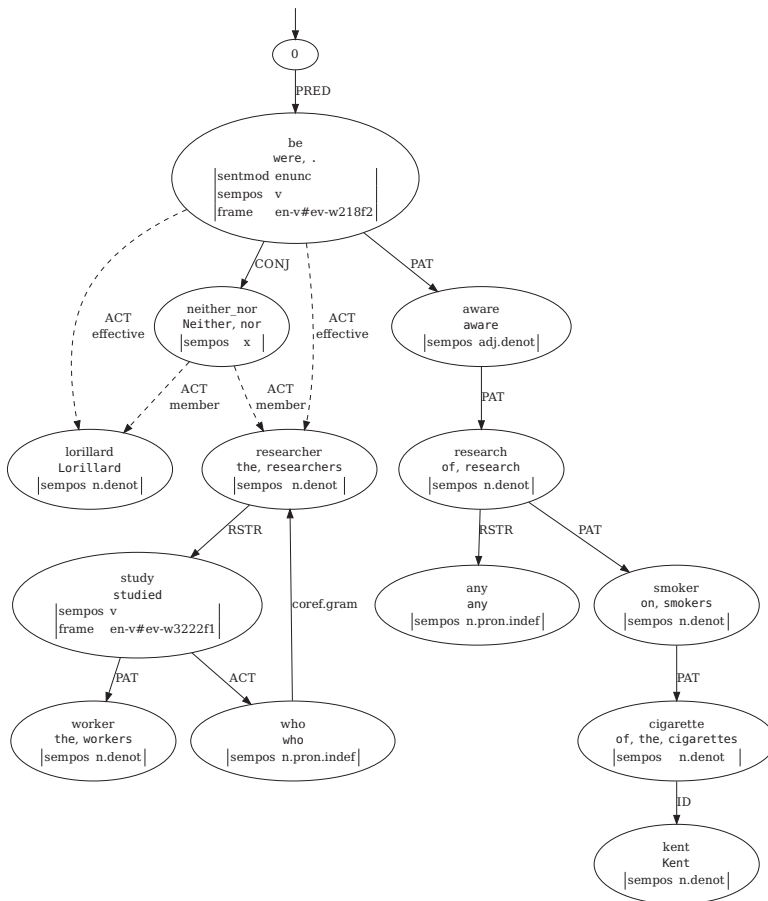 0
PRED
be
were, .
sentmod enunc
sempos v
frame en-v#ev-w218f2
CONJ
PAT
ACT
effective
neither_nor
Neither, nor
sempos x
ACT
effective
aware
aware
sempos adj.denot
ACT
member
ACT
member
PAT
lorillard
Lorillard
sempos n.denot
researcher
the, researchers
sempos n.denot
research
of, research
sempos n.denot
RSTR
RSTR
PAT
study
studied
sempos v
frame en-v#ev-w3222f1
coref.gram
any
any
sempos n.pron.indef
smoker
on, smokers
sempos n.denot
PAT
ACT
PAT
worker
the, workers
sempos n.denot
who
who
sempos n.pron.indef
cigarette
of, the, cigarettes
sempos n.denot
ID
kent
Kent
sempos n.denot